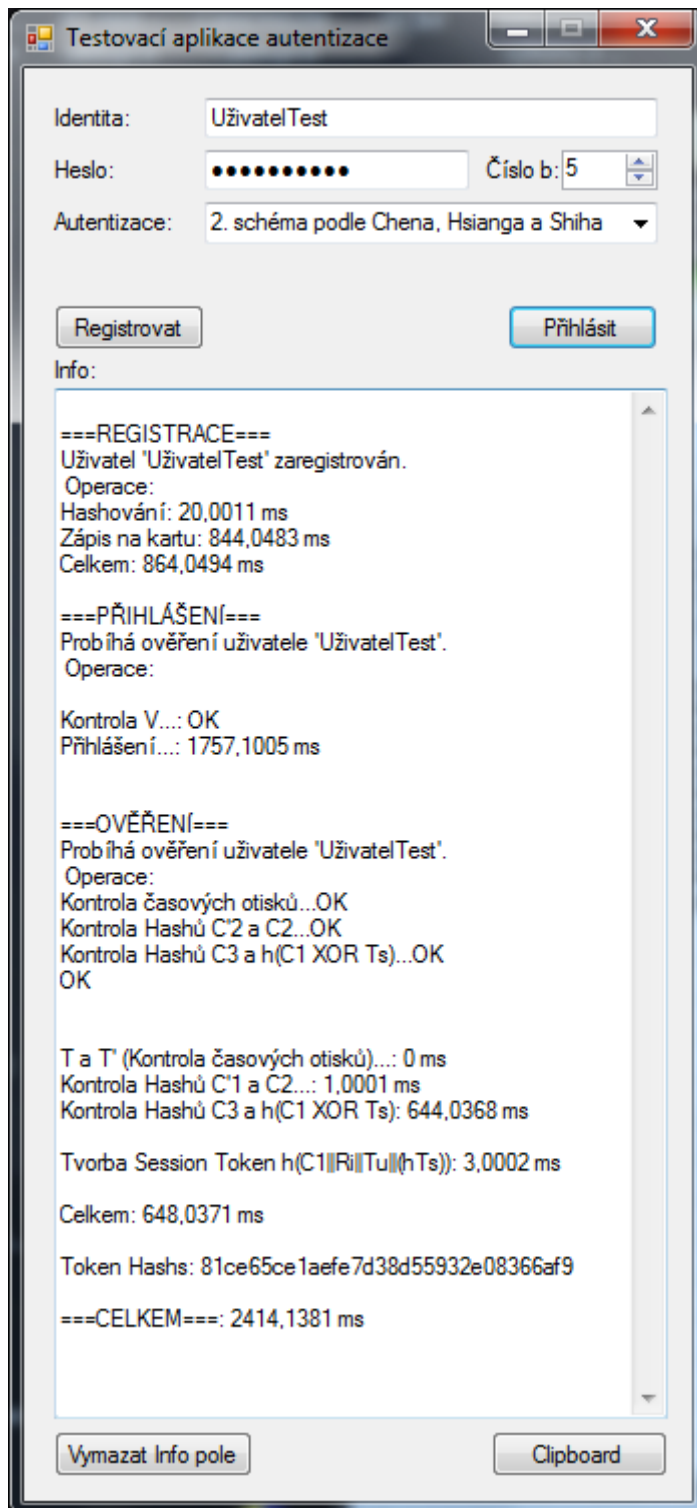 Testovací aplikace autentizace
Identita: UživatelTest
Heslo: ●●●●●●●●●● Číslo b: 5
Autentizace: 2. schéma podle Chena, Hsianga a Shiha
Registrovat Přihlásit
Info:
===REGISTRACE===
Uživatel 'UživatelTest' zaregistrován.
Operace:
Hashování: 20,0011 ms
Zápis na kartu: 844,0483 ms
Celkem: 864,0494 ms
===PŘIHLÁŠENÍ===
Probíhá ověření uživatele 'UživatelTest'.
Operace:
Kontrola V...: OK
Přihlášení...: 1757,1005 ms
===OVĚŘENÍ===
Probíhá ověření uživatele 'UživatelTest'.
Operace:
Kontrola časových otisků...OK
Kontrola Hashů C'2 a C2...OK
Kontrola Hashů C3 a h(C1 XOR Ts)...OK
OK
T a T' (Kontrola časových otisků)...: 0 ms
Kontrola Hashů C'1 a C2...: 1,0001 ms
Kontrola Hashů C3 a h(C1 XOR Ts): 644,0368 ms
Tvorba Session Token h(C1||Ri||Tu||(hTs)): 3,0002 ms
Celkem: 648,0371 ms
Token Hashs: 81ce65ce1aefe7d38d55932e08366af9
===CELKEM===: 2414,1381 ms
Vymazat Info pole Clipboard